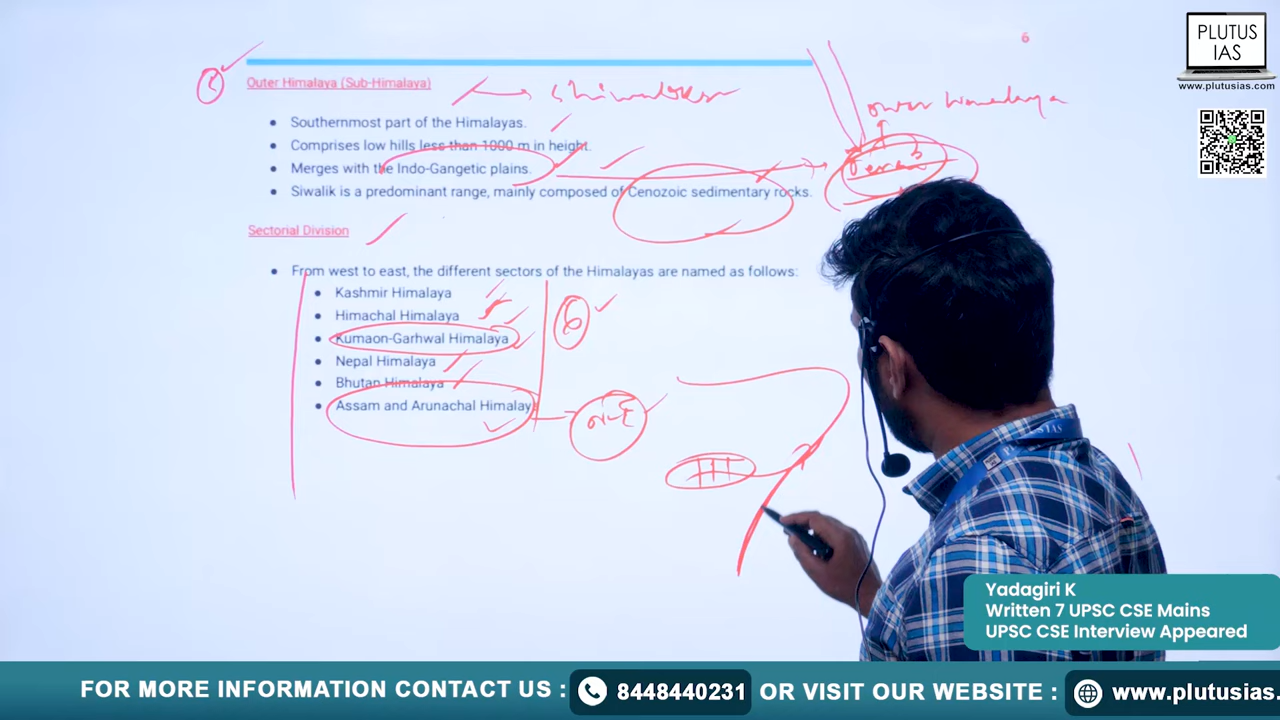 6
PLUTUS
IAS
www.plutusias.com
Outer Himalaya (Sub-Himalaya)
Shiwaliks
Southernmost part of the Himalayas.
Comprises low hills less than 1000 m in height.
Merges with the Indo-Gangetic plains.
Siwalik is a predominant range, mainly composed of Cenozoic sedimentary rocks.
Sectorial Division
From west to east, the different sectors of the Himalayas are named as follows:
Kashmir Himalaya
Himachal Himalaya
Kumaon-Garhwal Himalaya
6
Nepal Himalaya
Bhutan Himalaya
Assam and Arunachal Himalay
Yadagiri K
Written 7 UPSC CSE Mains
UPSC CSE Interview Appeared
FOR MORE INFORMATION CONTACT US : 8448440231 OR VISIT OUR WEBSITE : www.plutusias.